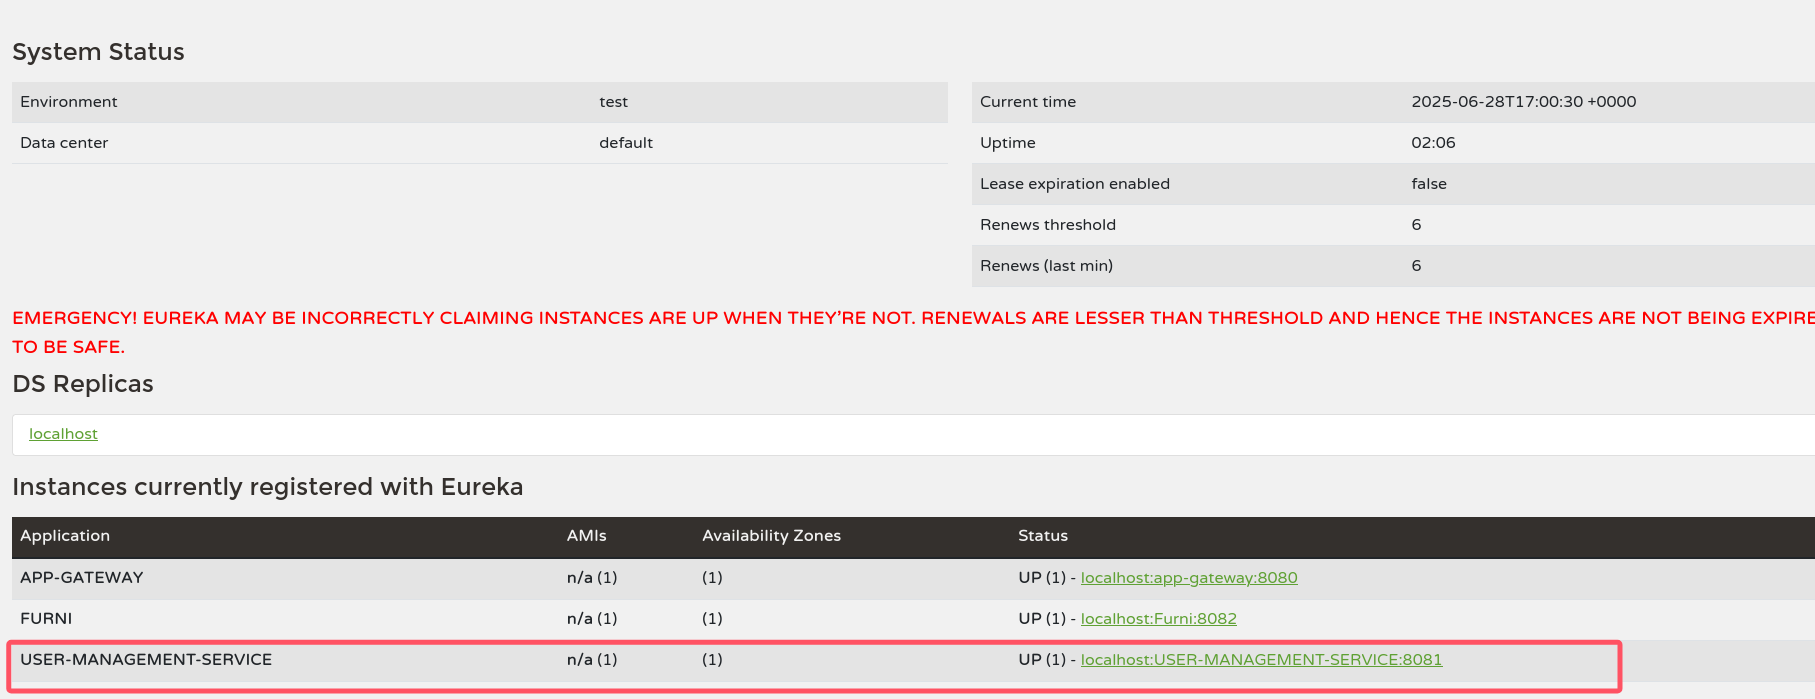 System Status
Environment test
Data center default
Current time 2025-06-28T17:00:30 +0000
Uptime 02:06
Lease expiration enabled false
Renews threshold 6
Renews (last min) 6
EMERGENCY! EUREKA MAY BE INCORRECTLY CLAIMING INSTANCES ARE UP WHEN THEY'RE NOT. RENEWALS ARE LESSER THAN THRESHOLD AND HENCE THE INSTANCES ARE NOT BEING EXPIRE
TO BE SAFE.
DS Replicas
localhost
Instances currently registered with Eureka
Application AMIs Availability Zones Status
APP-GATEWAY n/a (1) (1) UP (1) - localhost:app-gateway:8080
FURNI n/a (1) (1) UP (1) - localhost:Furni:8082
USER-MANAGEMENT-SERVICE n/a (1) (1) UP (1) - localhost:USER-MANAGEMENT-SERVICE:8081